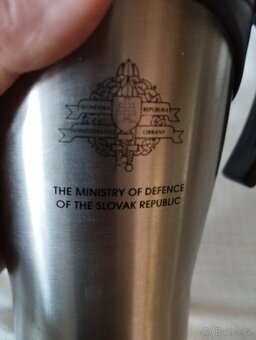 SLOVENSKÁ REPUBLIKA
MINISTERSTVO OBRANY
THE MINISTRY OF DEFENCE
OF THE SLOVAK REPUBLIC